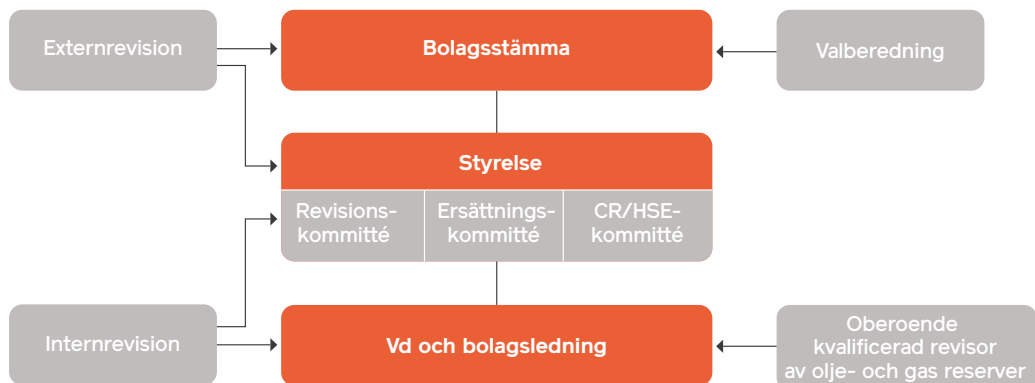 Externrevision
Bolagsstämma
Valberedning
Styrelse
Revisions-
kommitté
Ersättnings-
kommitté
CR/HSE-
kommitté
Internrevision
Vd och bolagsledning
Oberoende
kvalificerad revisor
av olje- och gas reserver